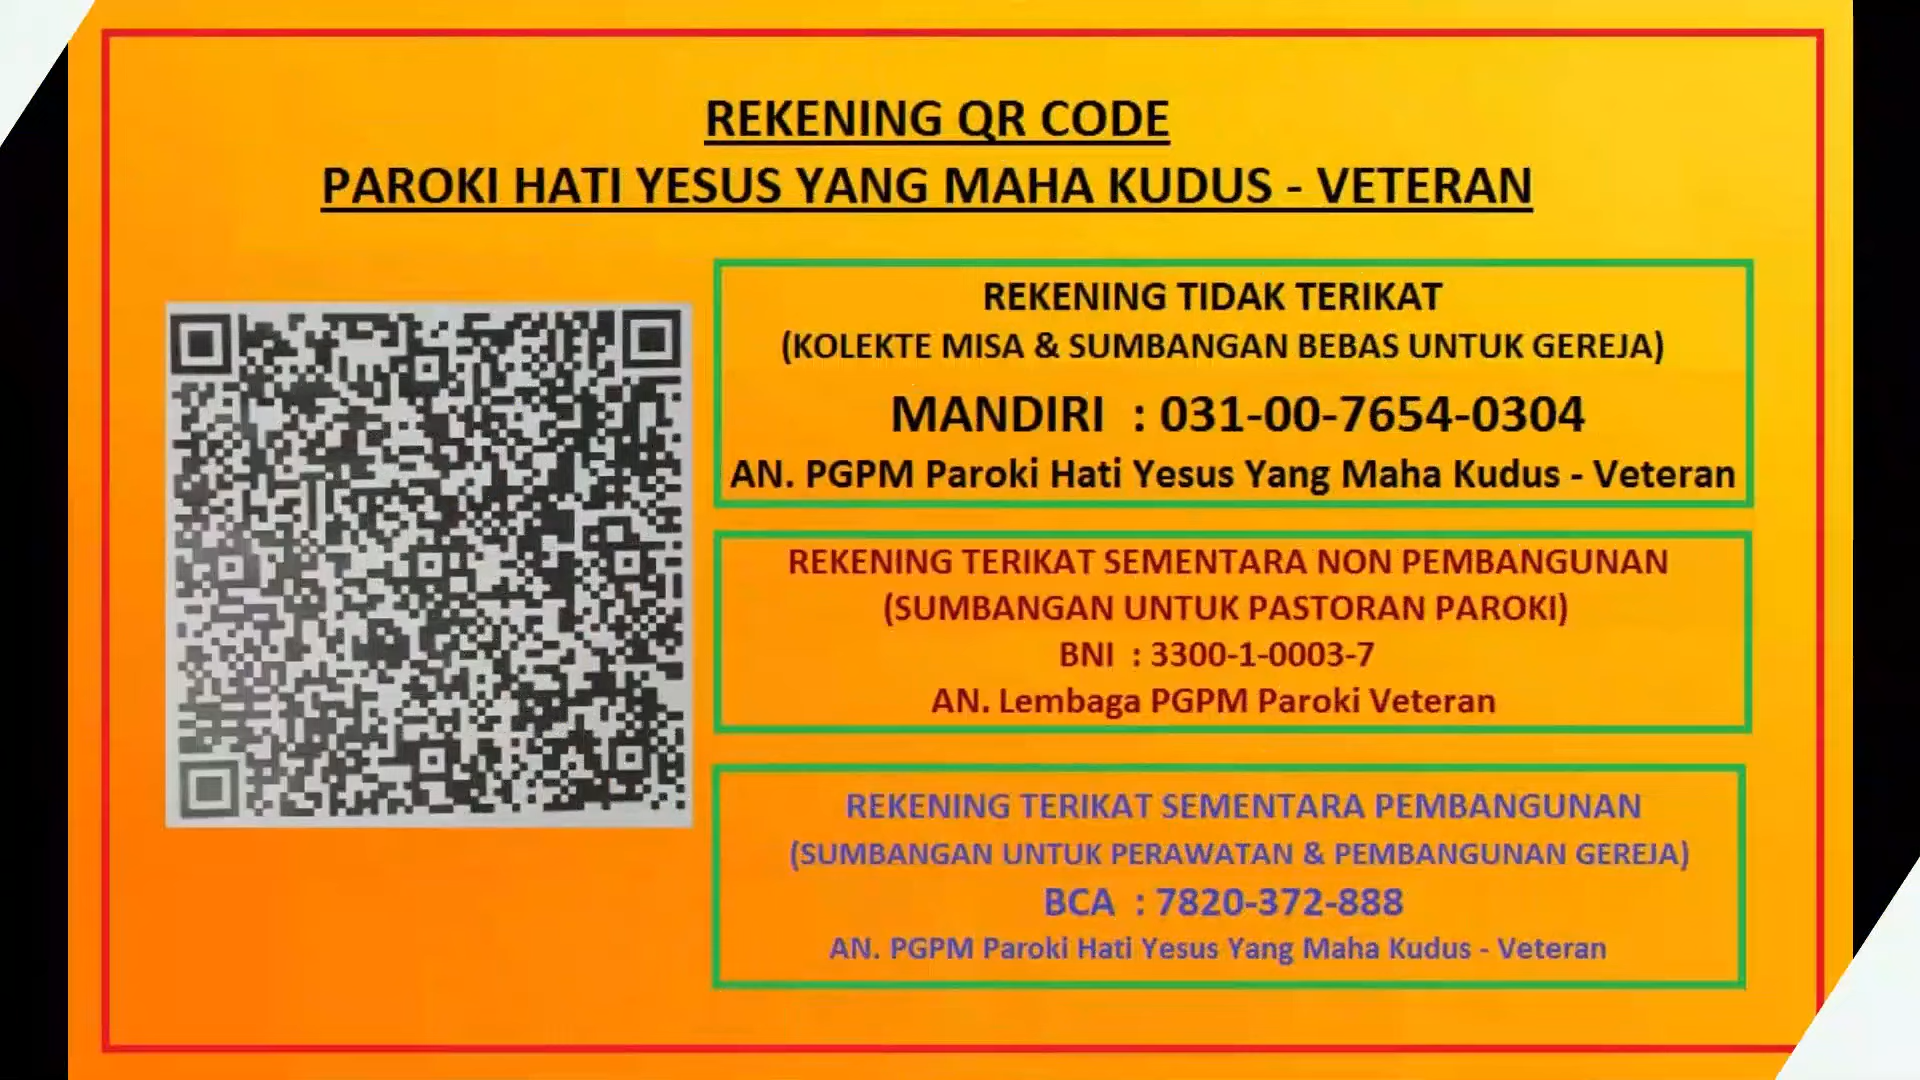 REKENING QR CODE
PAROKI HATI YESUS YANG MAHA KUDUS - VETERAN
REKENING TIDAK TERIKAT
(KOLEKTE MISA & SUMBANGAN BEBAS UNTUK GEREJA)
MANDIRI : 031-00-7654-0304
AN. PGPM Paroki Hati Yesus Yang Maha Kudus - Veteran
REKENING TERIKAT SEMENTARA NON PEMBANGUNAN
(SUMBANGAN UNTUK PASTORAN PAROKI)
BNI : 3300-1-0003-7
AN. Lembaga PGPM Paroki Veteran
REKENING TERIKAT SEMENTARA PEMBANGUNAN
(SUMBANGAN UNTUK PERAWATAN & PEMBANGUNAN GEREJA)
BCA : 7820-372-888
AN. PGPM Paroki Hati Yesus Yang Maha Kudus - Veteran